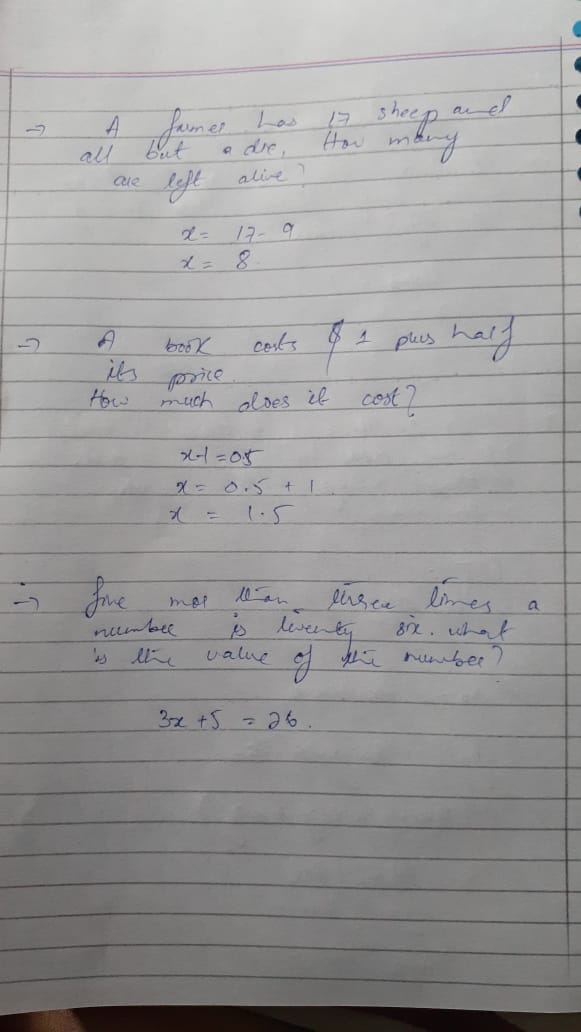 → A farmer has 17 sheep and
all but 9 die. How many
are left alive?
x = 17 - 9
x = 8
→ A book costs $ 1 plus half
its price.
How much does it cost?
x-1 = 0.5
x = 0.5 + 1
x = 1.5
→ five more than three times a
number is twenty six. what
is the value of the number?
3x + 5 = 26.